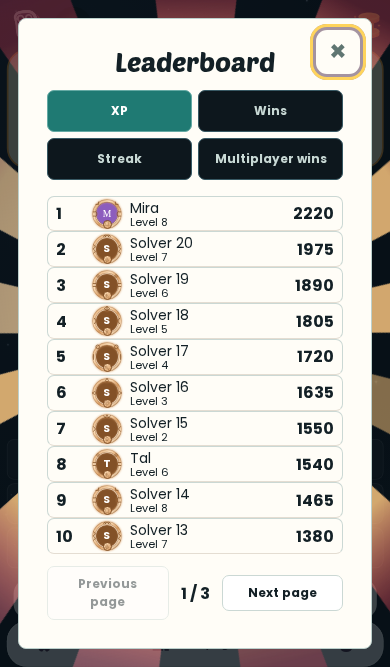 Leaderboard
✖
XP
Wins
Streak
Multiplayer wins
1 M Mira 2220
Level 8
2 S Solver 20 1975
Level 7
3 S Solver 19 1890
Level 6
4 S Solver 18 1805
Level 5
5 S Solver 17 1720
Level 4
6 S Solver 16 1635
Level 3
7 S Solver 15 1550
Level 2
8 T Tal 1540
Level 6
9 S Solver 14 1465
Level 8
10 S Solver 13 1380
Level 7
Previous
page
1 / 3
Next page